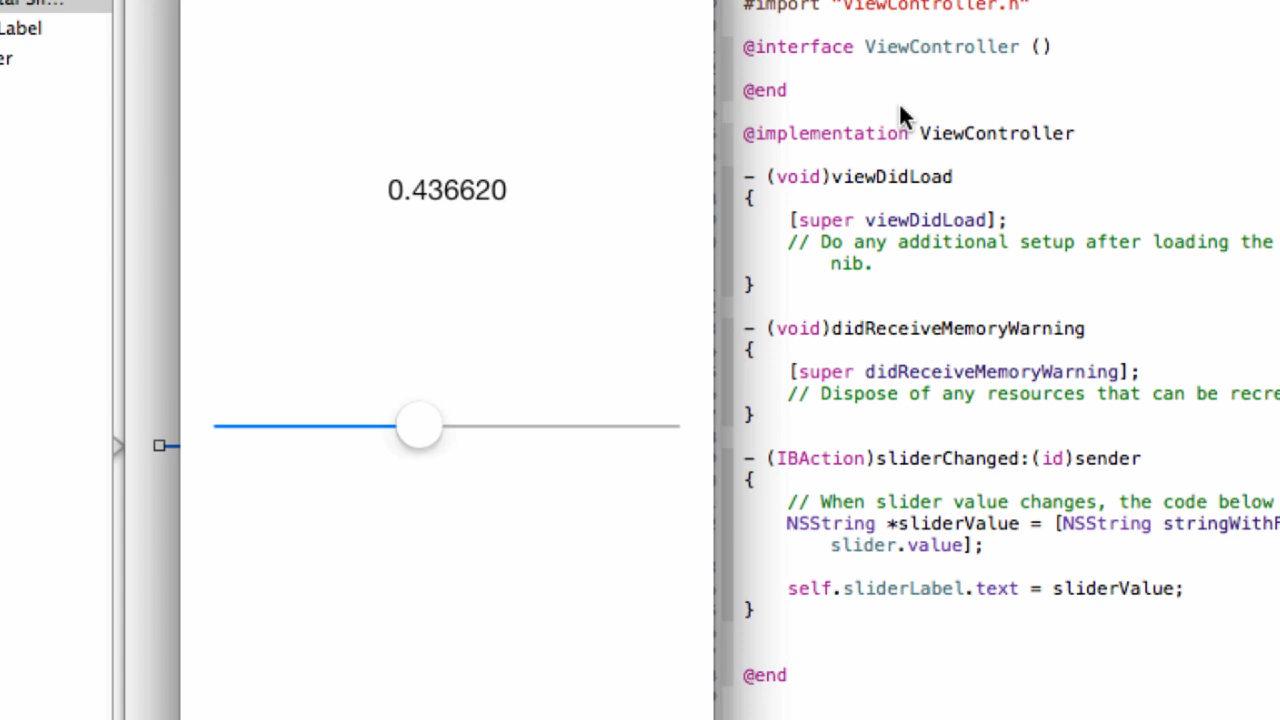 Label
er
0.436620
#import "ViewController.h"
@interface ViewController ()
@end
@implementation ViewController
- (void)viewDidLoad
{
[super viewDidLoad];
// Do any additional setup after loading the
nib.
}
- (void)didReceiveMemoryWarning
{
[super didReceiveMemoryWarning];
// Dispose of any resources that can be recre
}
- (IBAction)sliderChanged:(id)sender
{
// When slider value changes, the code below
NSString *sliderValue = [NSString stringWithF
slider.value];
self.sliderLabel.text = sliderValue;
}
@end